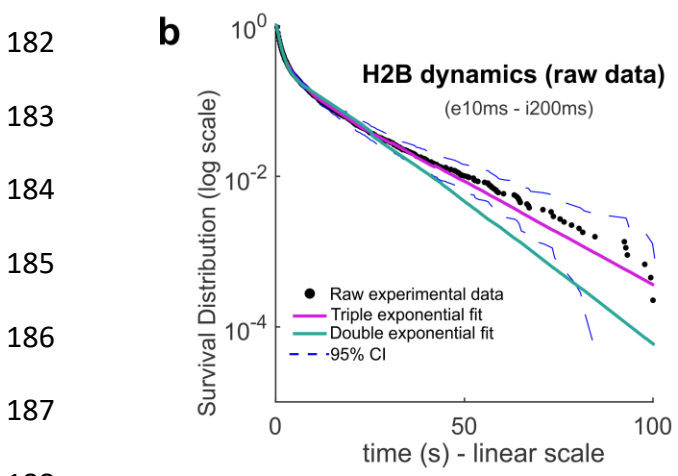 182
b
10^0
H2B dynamics (raw data)
183
(e10ms - i200ms)
Survival Distribution (log scale)
10^-2
184
185
Raw experimental data
Triple exponential fit
10^-4
Double exponential fit
186
95% CI
187
0
50
100
time (s) - linear scale